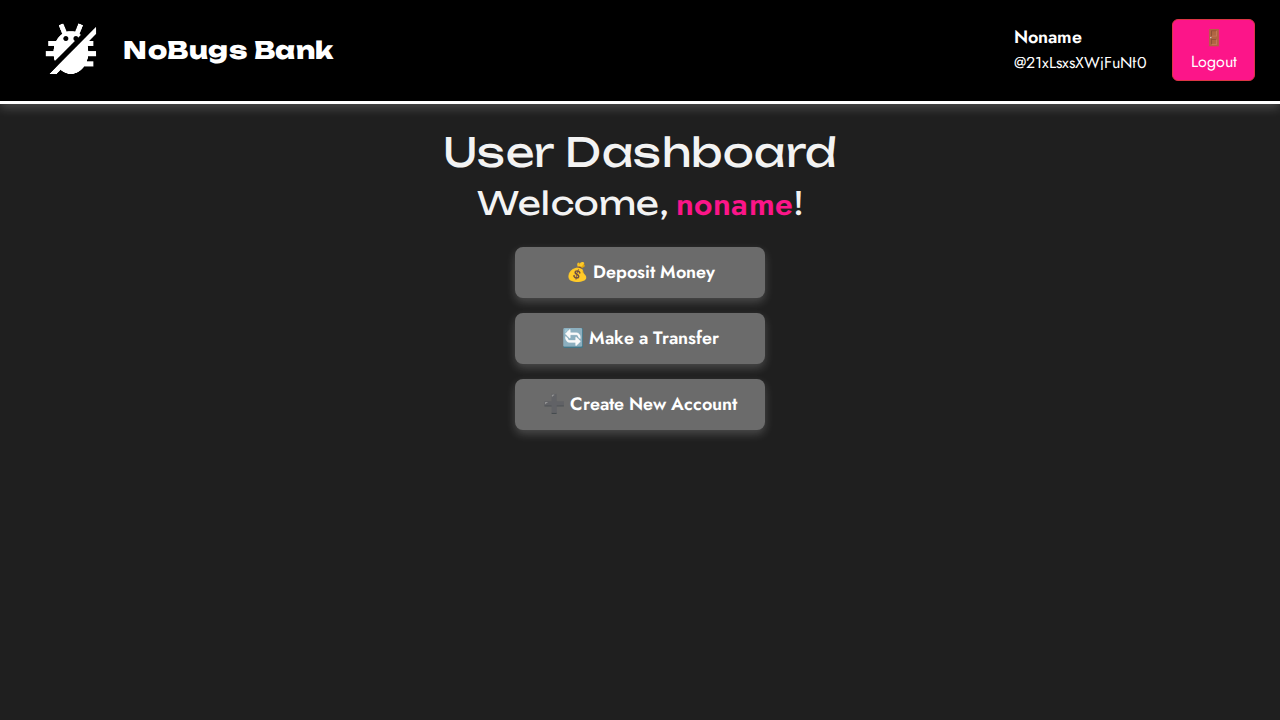 NoBugs Bank
Noname
@21xLsxsXWjFuNt0
🚪
Logout
User Dashboard
Welcome, noname!
💰 Deposit Money
🔄 Make a Transfer
➕ Create New Account